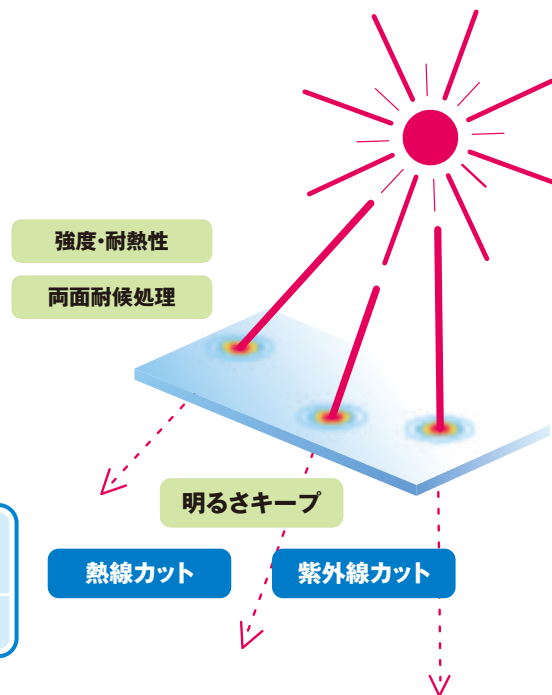 強度・耐熱性
両面耐候処理
明るさキープ
熱線カット
紫外線カット